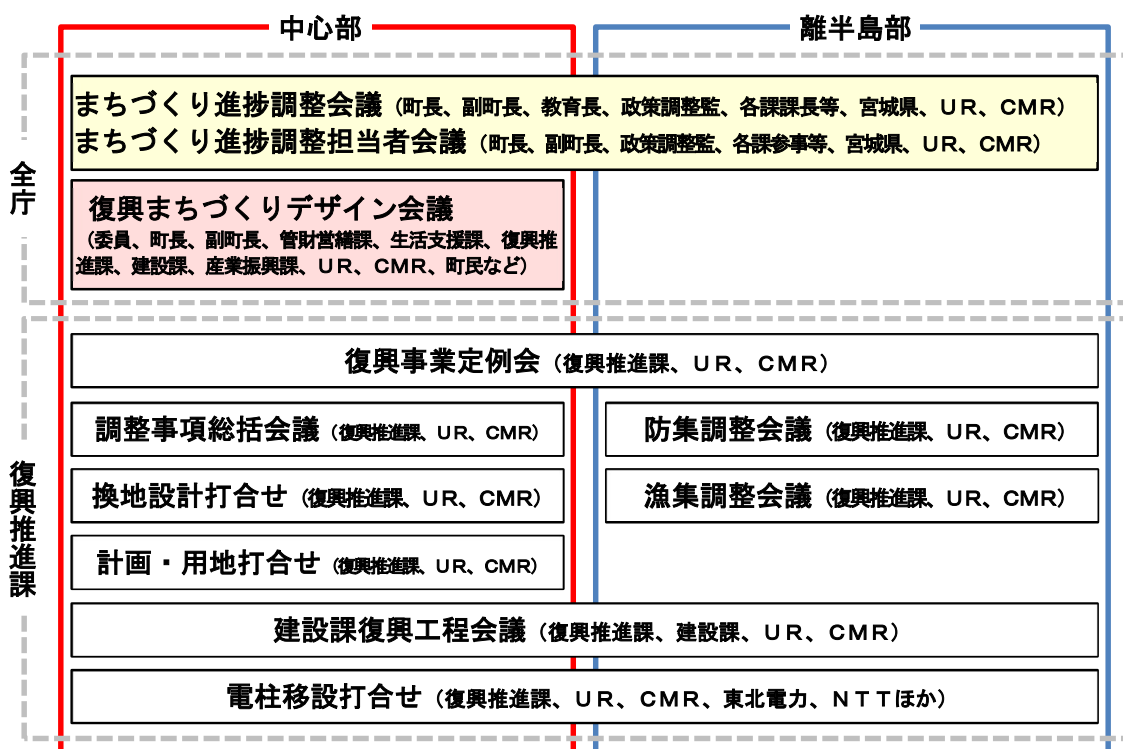 中心部
離半島部
全庁
まちづくり進捗調整会議（町長、副町長、教育長、政策調整監、各課課長等、宮城県、ＵＲ、ＣＭＲ）
まちづくり進捗調整担当者会議（町長、副町長、政策調整監、各課参事等、宮城県、ＵＲ、ＣＭＲ）
復興まちづくりデザイン会議
（委員、町長、副町長、管財営繕課、生活支援課、復興推
進課、建設課、産業振興課、ＵＲ、ＣＭＲ、町民など）
復興推進課
復興事業定例会（復興推進課、ＵＲ、ＣＭＲ）
調整事項総括会議（復興推進課、ＵＲ、ＣＭＲ）
防集調整会議（復興推進課、ＵＲ、ＣＭＲ）
換地設計打合せ（復興推進課、ＵＲ、ＣＭＲ）
漁集調整会議（復興推進課、ＵＲ、ＣＭＲ）
計画・用地打合せ（復興推進課、ＵＲ、ＣＭＲ）
建設課復興工程会議（復興推進課、建設課、ＵＲ、ＣＭＲ）
電柱移設打合せ（復興推進課、ＵＲ、ＣＭＲ、東北電力、ＮＴＴほか）